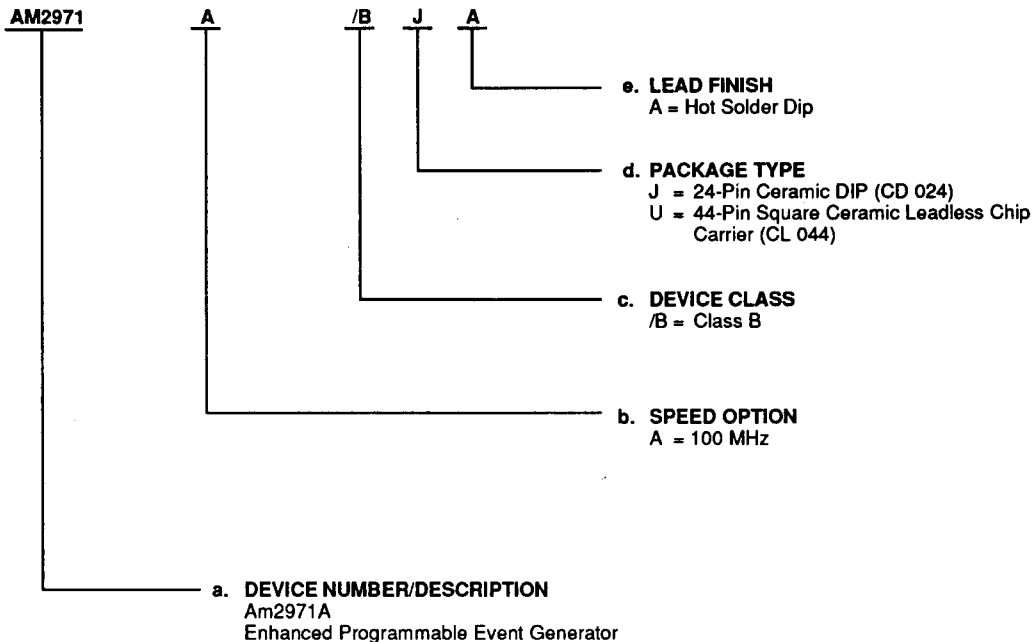 AM2971 A /B J A
e. LEAD FINISH
A = Hot Solder Dip
d. PACKAGE TYPE
J = 24-Pin Ceramic DIP (CD 024)
U = 44-Pin Square Ceramic Leadless Chip
Carrier (CL 044)
c. DEVICE CLASS
/B = Class B
b. SPEED OPTION
A = 100 MHz
a. DEVICE NUMBER/DESCRIPTION
Am2971A
Enhanced Programmable Event Generator